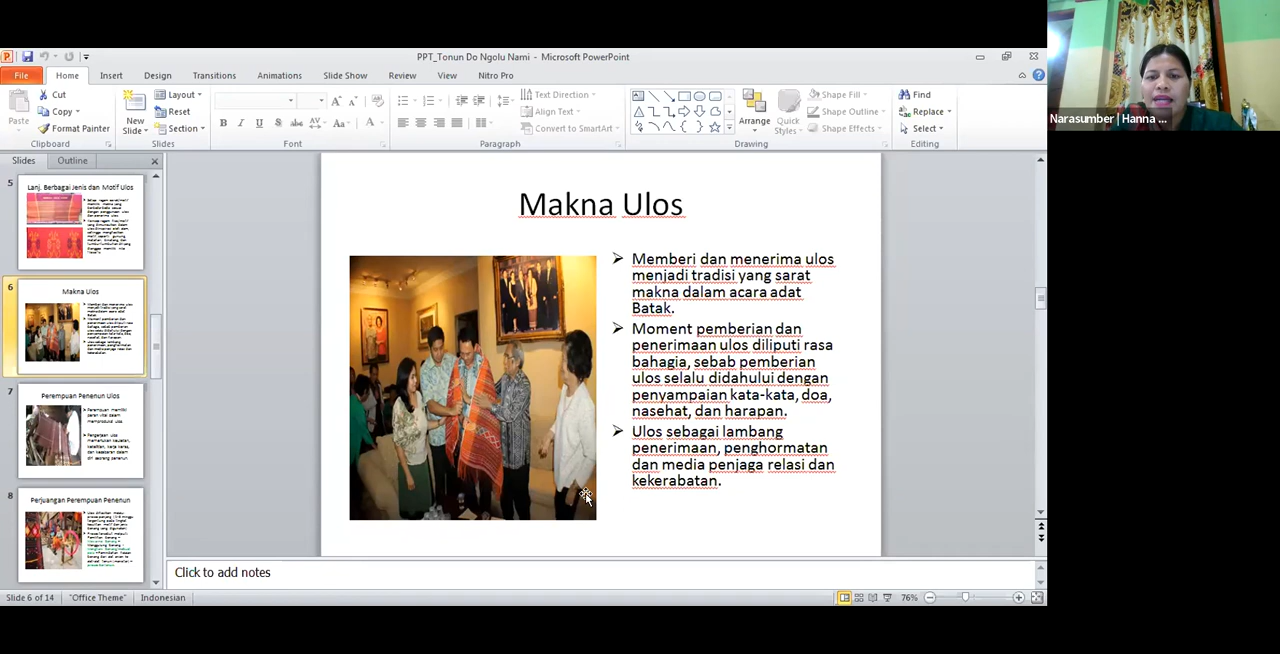 PPT_Tonun Do Ngolu Nami - Microsoft PowerPoint
File Home Insert Design Transitions Animations Slide Show Review View Nitro Pro
Paste
Cut
Copy
Format Painter
Clipboard
New Slide
Layout
Reset
Section
Slides
Font
Text Direction
Align Text
Convert to SmartArt
Paragraph
Arrange
Quick Styles
Shape Fill
Shape Outline
Shape Effects
Drawing
Find
Replace
Select
Editing
Narasumber | Hanna ...
Slides Outline
5
Lanj. Berbagai Jenis dan Motif Ulos
6
Makna Ulos
7
Perempuan Penenun Ulos
8
Perjuangan Perempuan Penenun
Makna Ulos
Memberi dan menerima ulos
menjadi tradisi yang sarat
makna dalam acara adat
Batak.
Moment pemberian dan
penerimaan ulos diliputi rasa
bahagia, sebab pemberian
ulos selalu didahului dengan
penyampaian kata-kata, doa,
nasehat, dan harapan.
Ulos sebagai lambang
penerimaan, penghormatan
dan media penjaga relasi dan
kekerabatan.
Click to add notes
Slide 6 of 14 "Office Theme" Indonesian 76%